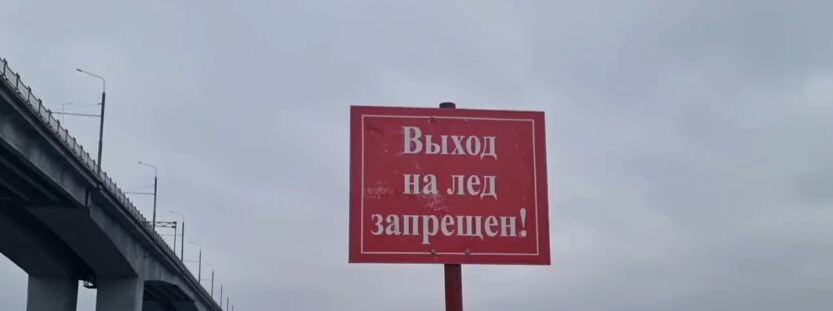 Выход
на лед
запрещен!